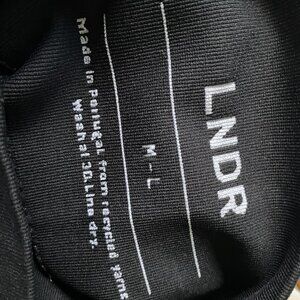 LNDR
M-L
Made in Portugal from recycled yarns
Wash at 30. Line dry.